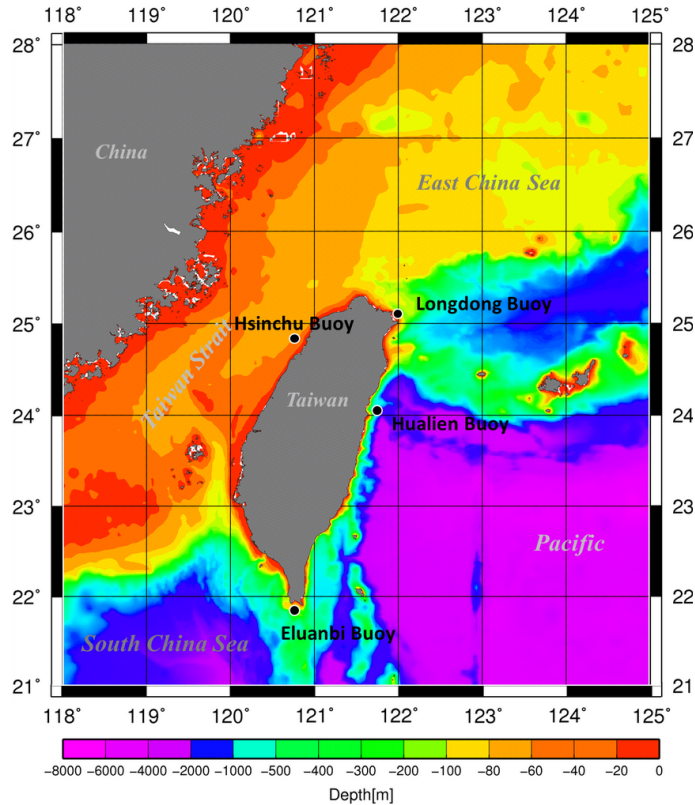 118° 119° 120° 121° 122° 123° 124° 125°
28° 28
27° 27
China
East China Sea
26° 26
Longdong Buoy
25° Hsinchu Buoy 25
Taiwan Strait
Taiwan
24° 24
Hualien Buoy
23° 23
Pacific
22° 22
South China Sea
Eluanbi Buoy
21° 21
118° 119° 120° 121° 122° 123° 124° 125°
−8000 −6000 −4000 −2000 −1000 −500 −400 −300 −200 −100 −80 −60 −40 −20 0
Depth[m]